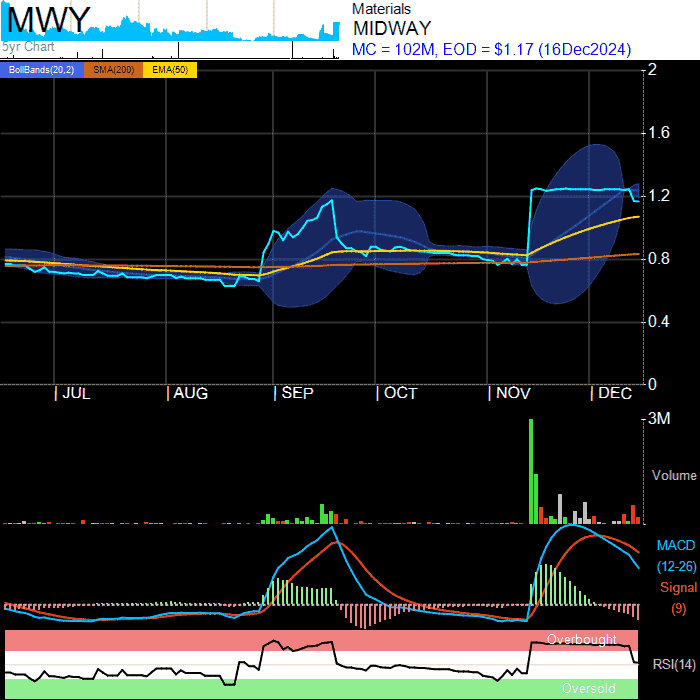 MWY
5yr Chart
Materials
MIDWAY
MC = 102M, EOD = $1.17 (16Dec2024)
BollBands(20,2) SMA(200) EMA(50)
2
1.6
1.2
0.8
0.4
0
JUL AUG SEP OCT NOV DEC
3M
Volume
MACD
(12-26)
Signal
(9)
Overbought
RSI(14)
Oversold